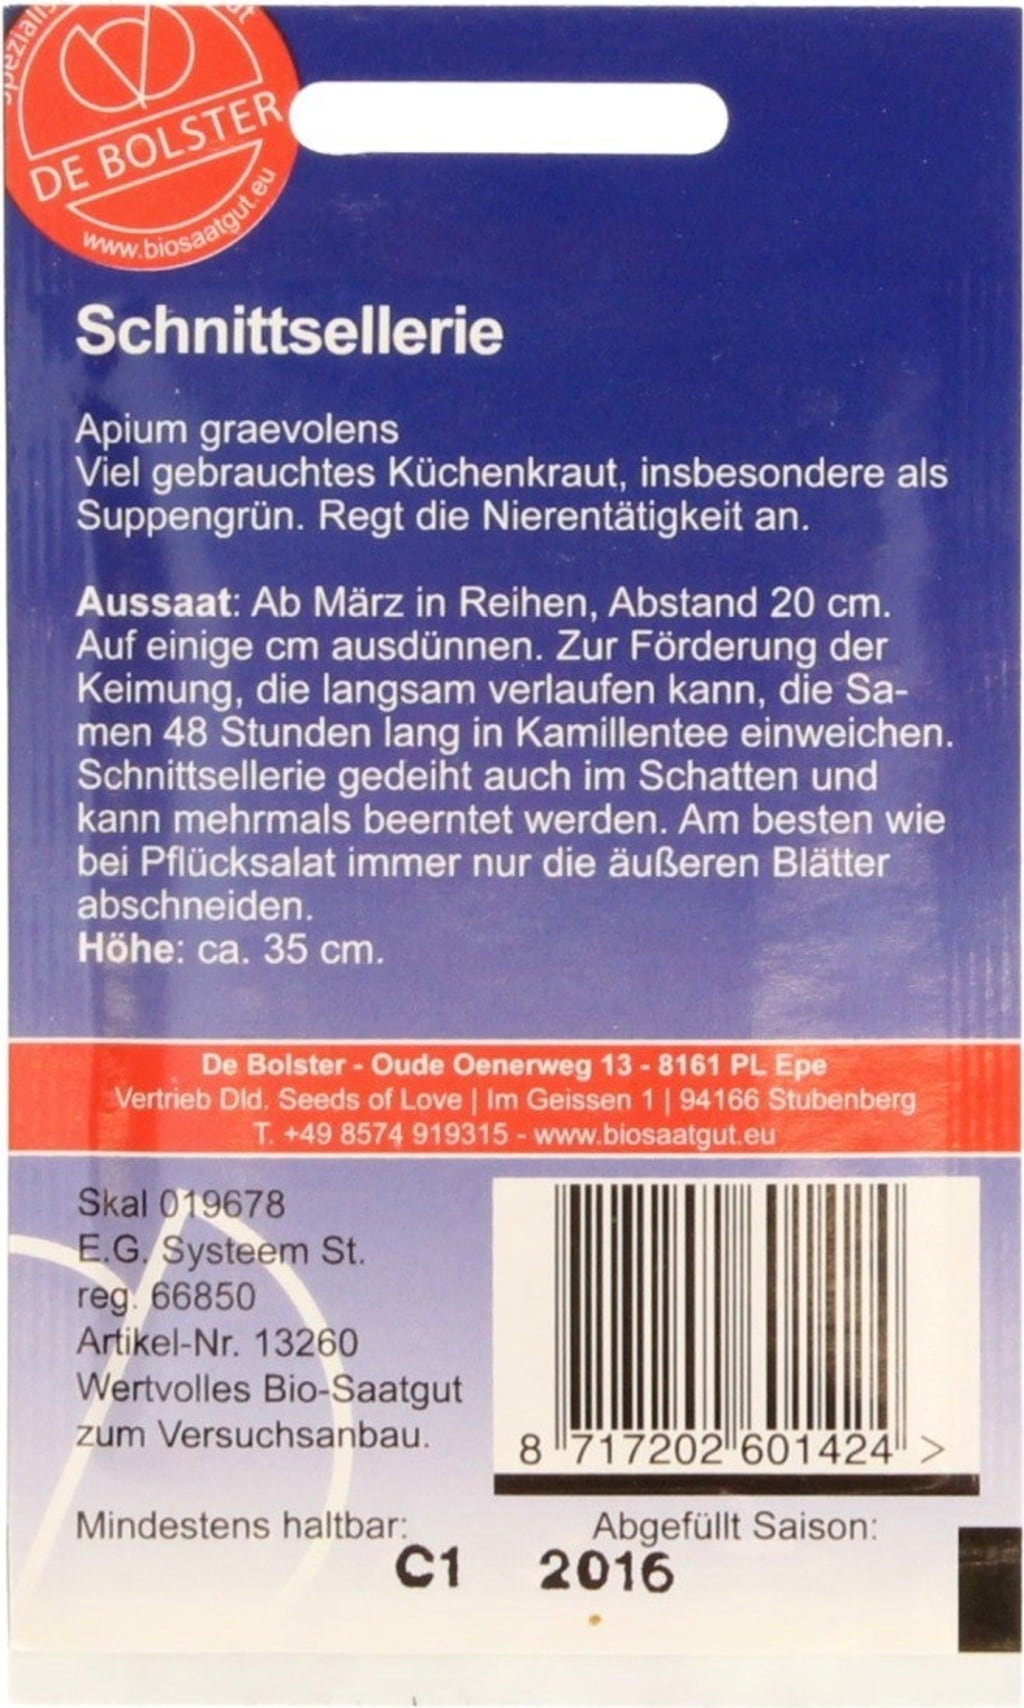 DE BOLSTER
www.biosaatgut.eu
Schnittsellerie
Apium graevolens
Viel gebrauchtes Küchenkraut, insbesondere als
Suppengrün. Regt die Nierentätigkeit an.
Aussaat: Ab März in Reihen, Abstand 20 cm.
Auf einige cm ausdünnen. Zur Förderung der
Keimung, die langsam verlaufen kann, die Sa-
men 48 Stunden lang in Kamillentee einweichen.
Schnittsellerie gedeiht auch im Schatten und
kann mehrmals beerntet werden. Am besten wie
bei Pflücksalat immer nur die äußeren Blätter
abschneiden.
Höhe: ca. 35 cm.
De Bolster - Oude Oenerweg 13 - 8161 PL Epe
Vertrieb Dld. Seeds of Love | Im Geissen 1 | 94166 Stubenberg
T. +49 8574 919315 - www.biosaatgut.eu
Skal 019678
E.G. Systeem St.
reg. 66850
Artikel-Nr. 13260
Wertvolles Bio-Saatgut
zum Versuchsanbau.
8 717202 601424 >
Mindestens haltbar: Abgefüllt Saison:
C1 2016